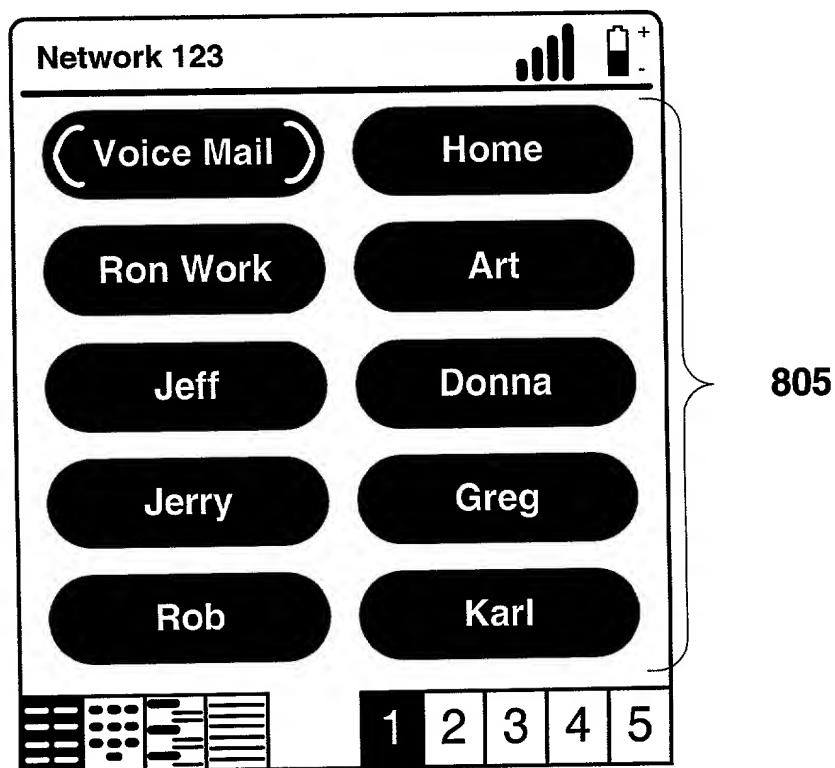 Network 123
+
-
Voice Mail Home
Ron Work Art
805
Jeff Donna
Jerry Greg
Rob Karl
1 2 3 4 5